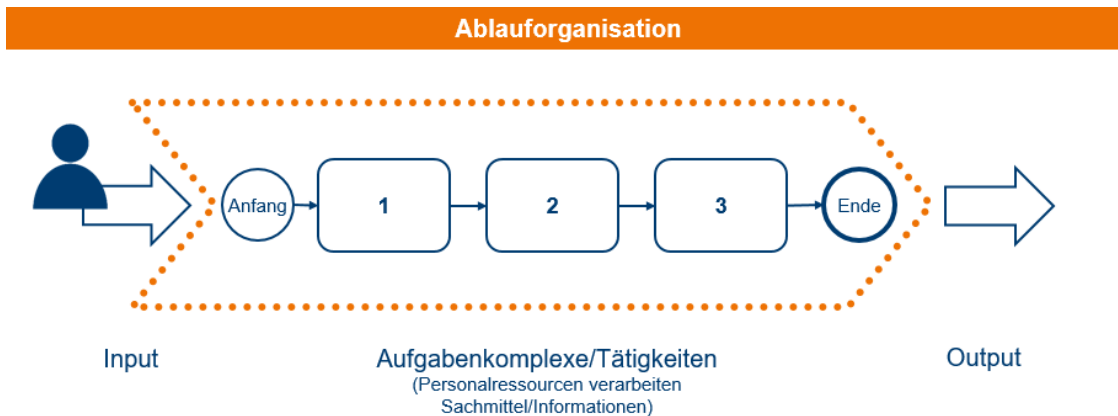 Ablauforganisation
Anfang
1
2
3
Ende
Input
Aufgabenkomplexe/Tätigkeiten
(Personalressourcen verarbeiten
Sachmittel/Informationen)
Output